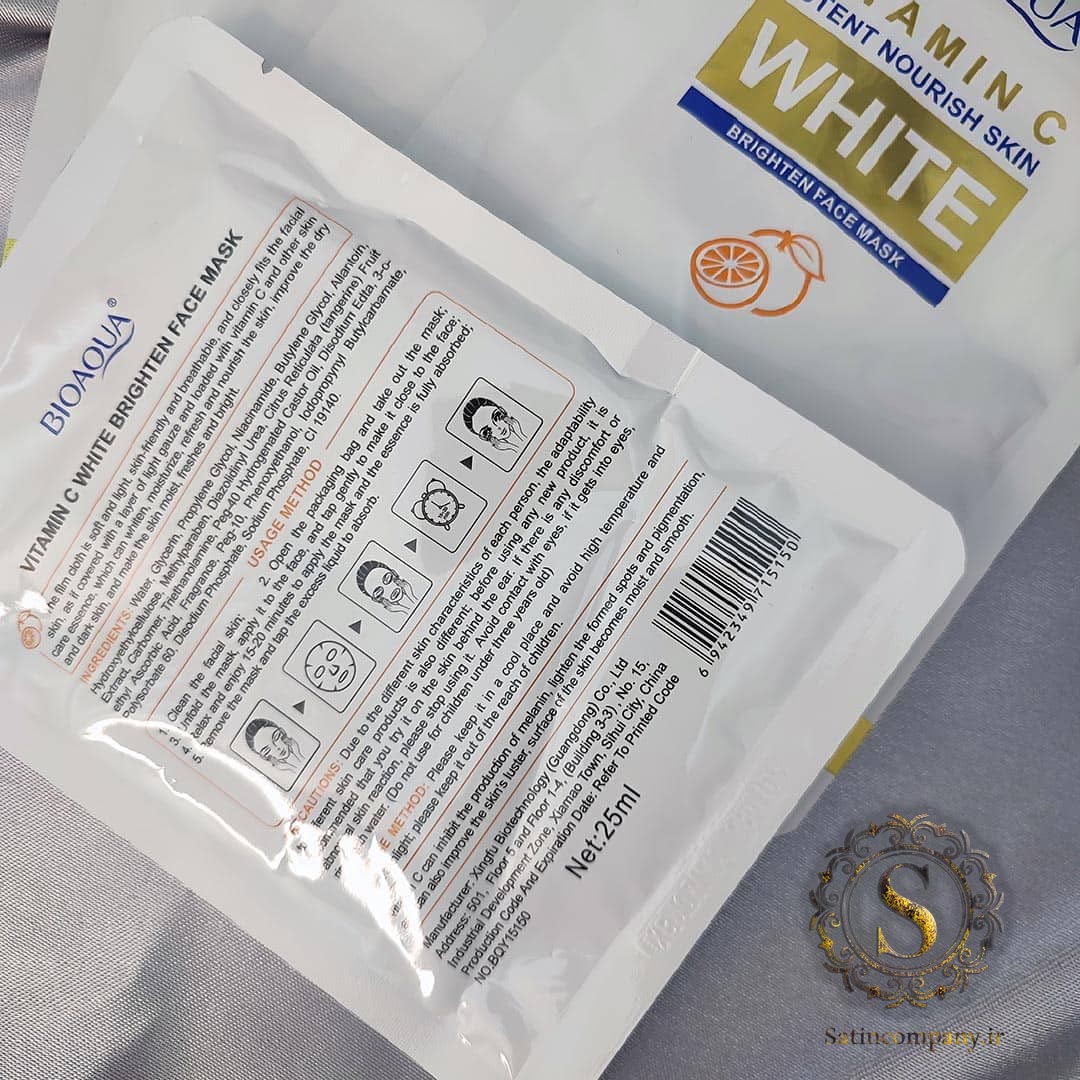 BIOAQUA®
VITAMIN C WHITE BRIGHTEN FACE MASK
The film cloth is soft and light, skin-friendly and breathable, and closely fits the facial
skin, as if covered with a layer of light gauze and loaded with vitamin C and other skin
care essence, which can whiten, moisturize, refresh and nourish the skin, improve the dry
and dark skin, and make the skin moist, freshes and bright.
INGREDIENTS: Water, Glycerin, Propylene Glycol, Niacinamide, Butylene Glycol, Allantoin,
Hydroxyethylcellulose, Methylparaben, Diazolidinyl Urea, Citrus Reticulata (tangerine) Fruit
Extract, Carbomer, Triethanolamine, Peg-40 Hydrogenated Castor Oil, Disodium Edta, 3-o-
ethyl Ascorbic Acid, Fragrance, Peg-10, Phenoxyethanol, Iodopropynyl Butylcarbamate,
Polysorbate 60, Disodium Phosphate, Sodium Phosphate, CI 19140.
USAGE METHOD
1. Clean the facial skin, 2. Open the packaging bag and take out the mask;
3. Unfold the mask, apply it to the face, and tap gently to make it close to the face;
4. Relax and enjoy 15-20 minutes to apply the mask, and the essence is fully absorbed;
5. Remove the mask and tap the excess liquid to absorb.
CAUTIONS: Due to the different skin characteristics of each person, the adaptability
different skin care products is also different; before using any new product, it is
that you try it on the skin behind the ear. If there is any discomfort or
skin reaction, please stop using it. Avoid contact with eyes, if it gets into eyes,
water. (Do not use for children under three years old)
METHOD: Please keep it in a cool place, and avoid high temperature and
please keep it out of the reach of children.
C can inhibit the production of melanin, lighten the formed spots and pigmentation,
can also improve the skin's luster, surface of the skin becomes moist and smooth.
Manufacturer: Xingfu Biotechnology (Guangdong) Co., Ltd
Address: 501, Floor 5 and Floor 1-4, (Building 3-3), No. 15,
Industrial Development Zone, Xiamao Town, Sihui City, China
Production Code And Expiration Date: Refer To Printed Code
NO.BQY15150
Net:25ml
6 942349 715150
C
NOURISH SKIN
WHITE
BRIGHTEN FACE MASK
S
Satincompany.ir